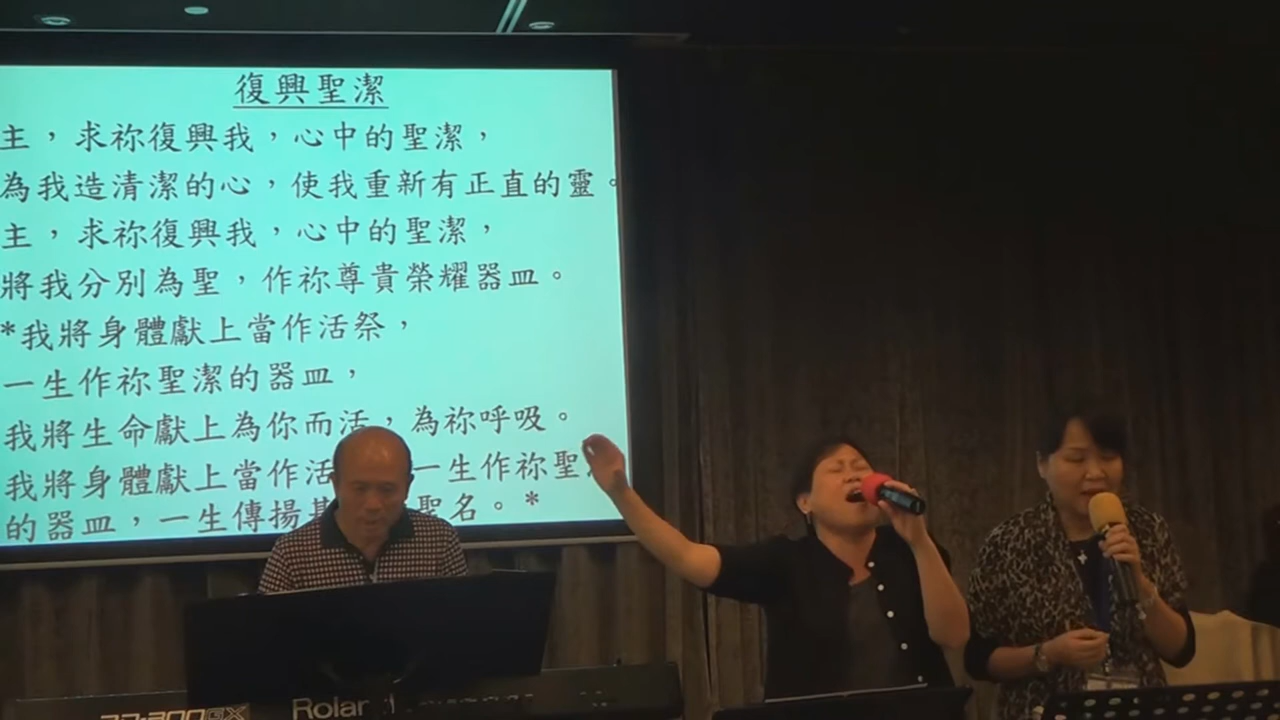 復興聖潔
主，求祢復興我，心中的聖潔，
為我造清潔的心，使我重新有正直的靈。
主，求祢復興我，心中的聖潔，
將我分別為聖，作祢尊貴榮耀器皿。
*我將身體獻上當作活祭，
一生作祢聖潔的器皿，
我將生命獻上為你而活，為祢呼吸。
我將身體獻上當作活 一生作祢聖
的器皿，一生傳揚 聖名。*
Roland